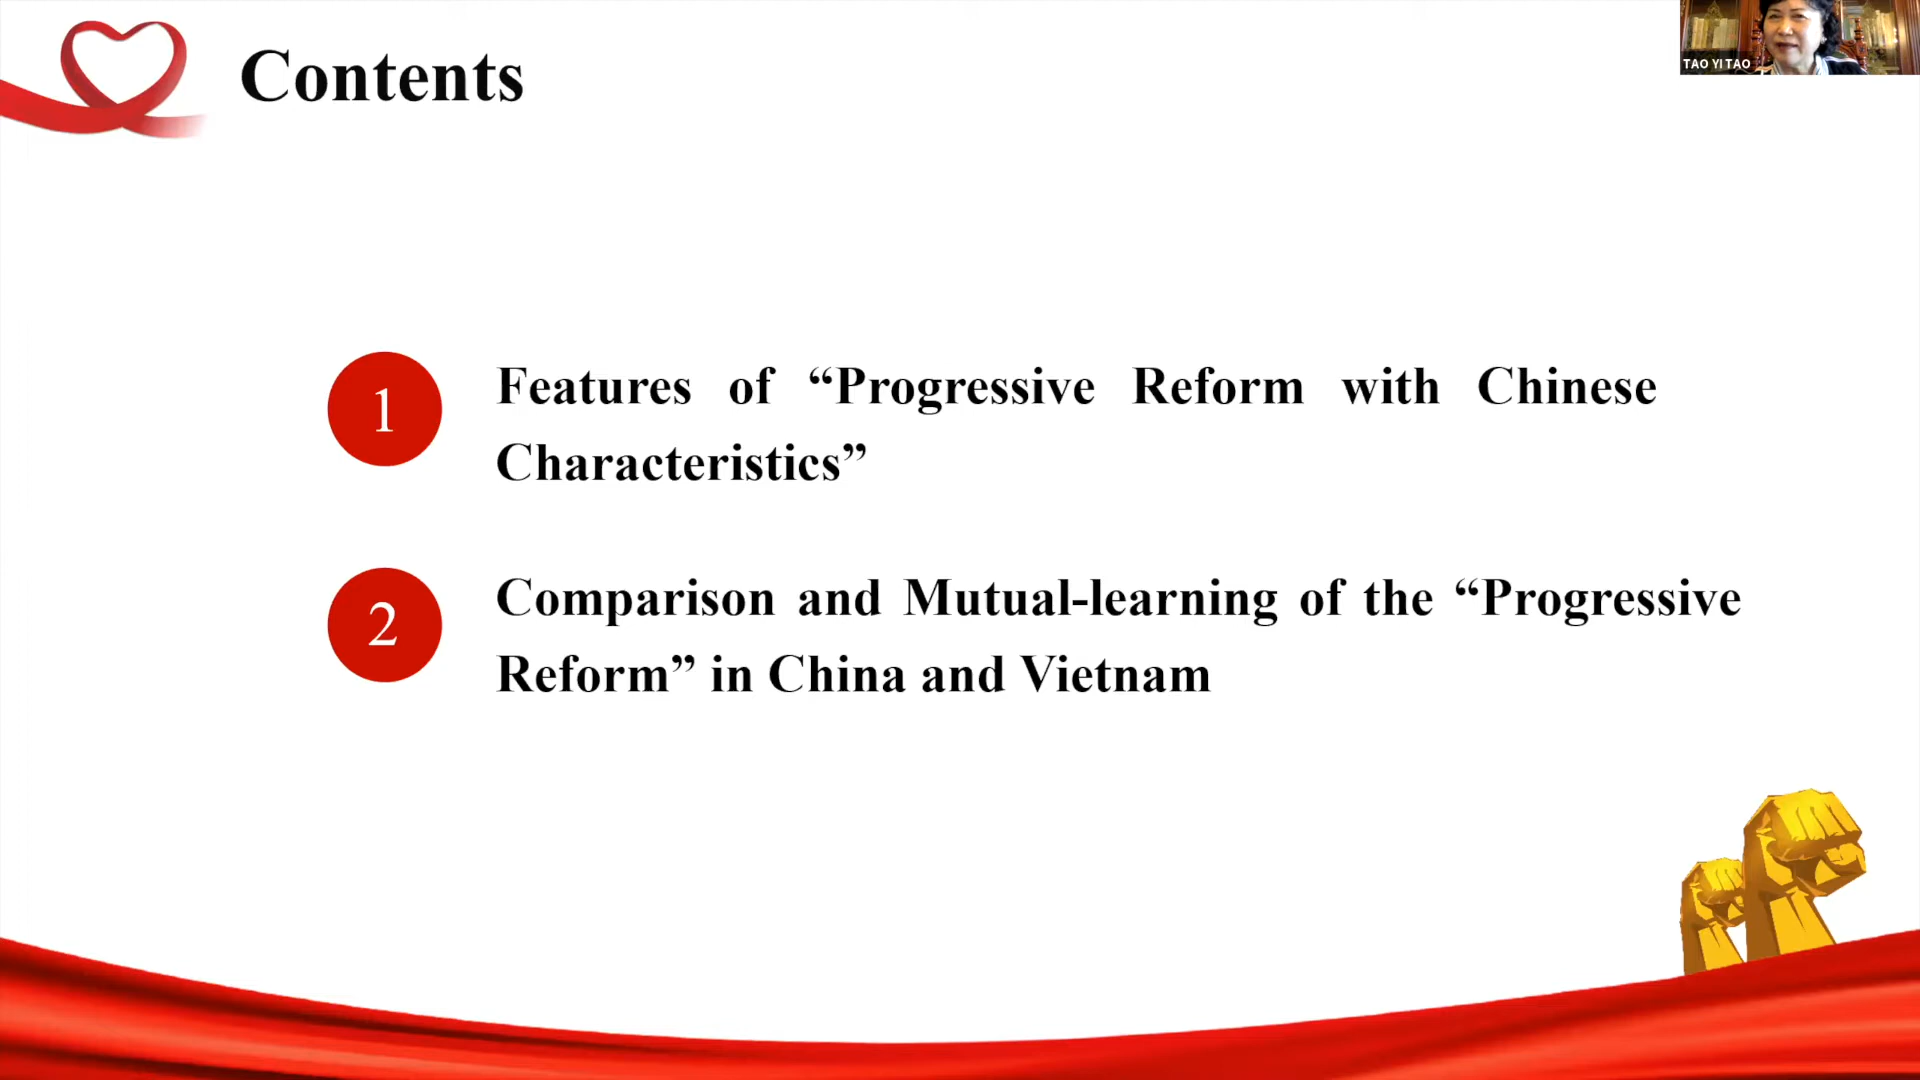 Contents
TAO YI TAO
1
Features of “Progressive Reform with Chinese
Characteristics”
2
Comparison and Mutual-learning of the “Progressive
Reform” in China and Vietnam